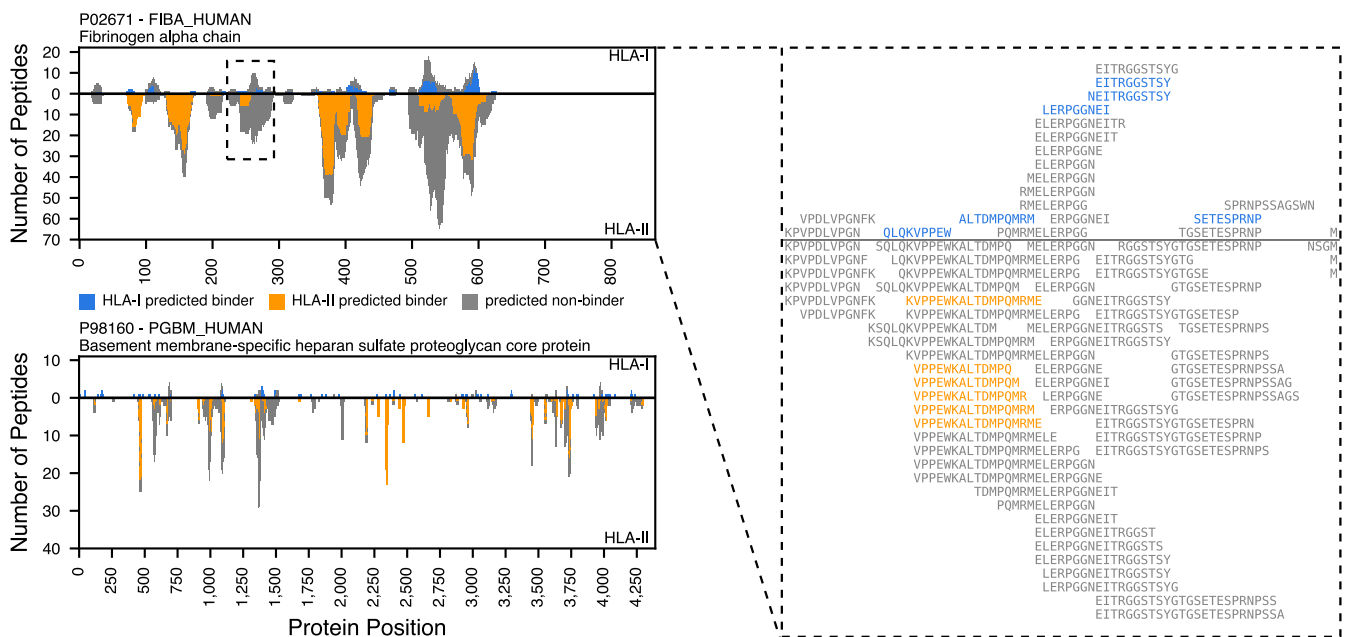 P02671 - FIBA_HUMAN
Fibrinogen alpha chain
HLA-I
HLA-II
Number of Peptides
20
10
0
10
20
30
40
50
60
70
0
100
200
300
400
500
600
700
800
HLA-I predicted binder
HLA-II predicted binder
predicted non-binder
P98160 - PGBM_HUMAN
Basement membrane-specific heparan sulfate proteoglycan core protein
HLA-I
HLA-II
Number of Peptides
10
0
10
20
30
40
0
250
500
750
1,000
1,250
1,500
1,750
2,000
2,250
2,500
2,750
3,000
3,250
3,500
3,750
4,000
4,250
Protein Position
EITRGGSTSYG
EITRGGSTSY
NEITRGGSTSY
LERPGGNEI
ELERPGGNEITR
ELERPGGNEIT
ELERPGGNE
ELERPGGN
MELERPGGN
RMELERPGGN
RMELERPGG SPRNPSSAGSWN
VPDLVPGNFK ALTDMPQMRM ERPGGNEI SETESPRNP
KPVPDLVPGN QLQKVPPEW PQMRMELERPGG TGSETESPRNP M
KPVPDLVPGN SQLQKVPPEWKALTDMPQ MELERPGGN RGGSTSYGTGSETESPRNP NSGM
KPVPDLVPGNF LQKVPPEWKALTDMPQMRMELERPG EITRGGSTSYGTG M
KPVPDLVPGNF QKVPPEWKALTDMPQMRMELERPG EITRGGSTSYGTGSE M
KPVPDLVPGN SQLQKVPPEWKALTDMPQM ELERPGGN GTGSETESPRNP
KPVPDLVPGNFK KVPPEWKALTDMPQMRME GGNEITRGGSTSY
VPDLVPGNFK KVPPEWKALTDMPQMRMELERPGG EITRGGSTSYGTGSETESP
KSQLQKVPPEWKALTDM MELERPGGNEITRGGSTS TGSETESPRNPS
KSQLQKVPPEWKALTDMPQMRM ELERPGGNEITRGGSTSY
KVPPEWKALTDMPQMRMELERPGGN GTGSETESPRNPS
VPPEWKALTDMPQ ELERPGGNE GTGSETESPRNPSSA
VPPEWKALTDMPQM ELERPGGNEI GTGSETESPRNPSSAG
VPPEWKALTDMPQMR LERPGGNE GTGSETESPRNPSSAGS
VPPEWKALTDMPQMRM ERPGGNEITRGGSTSYG
VPPEWKALTDMPQMRME EITRGGSTSYGTGSETESPRN
VPPEWKALTDMPQMRMELE EITRGGSTSYGTGSETESPRNPS
VPPEWKALTDMPQMRMELERPG EITRGGSTSYGTGSETESPRNPS
VPPEWKALTDMPQMRMELERPGGN
VPPEWKALTDMPQMRMELERPGGNE
TDMPQMRMELERPGGNEIT
PQMRMELERPGGN
ELERPGGNEIT
ELERPGGNEITRGGST
ELERPGGNEITRGGSTS
ELERPGGNEITRGGSTSY
LERPGGNEITRGGSTSY
LERPGGNEITRGGSTSYG
EITRGGSTSYGTGSETESPRNPSS
EITRGGSTSYGTGSETESPRNPSSA